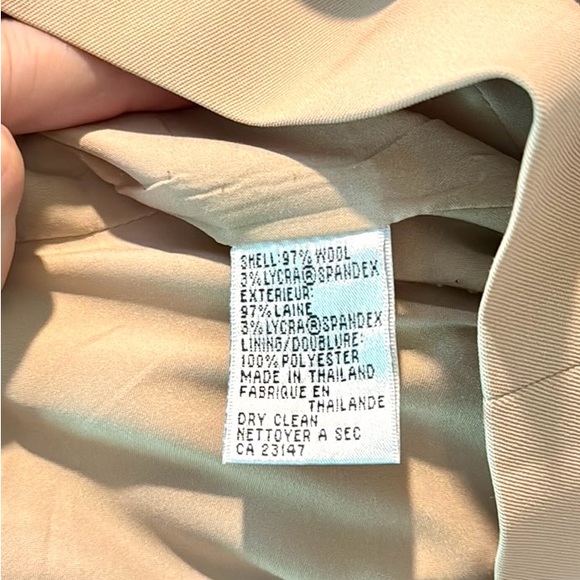 SHELL:97% WOOL
3%LYCRA®SPANDEX
EXTERIEUR:
97% LAINE
3%LYCRA®SPANDEX
LINING/DOUBLURE:
100%POLYESTER
MADE IN THAILAND
FABRIQUE EN
THAILANDE
DRY CLEAN
NETTOYER A SEC
CA 23147